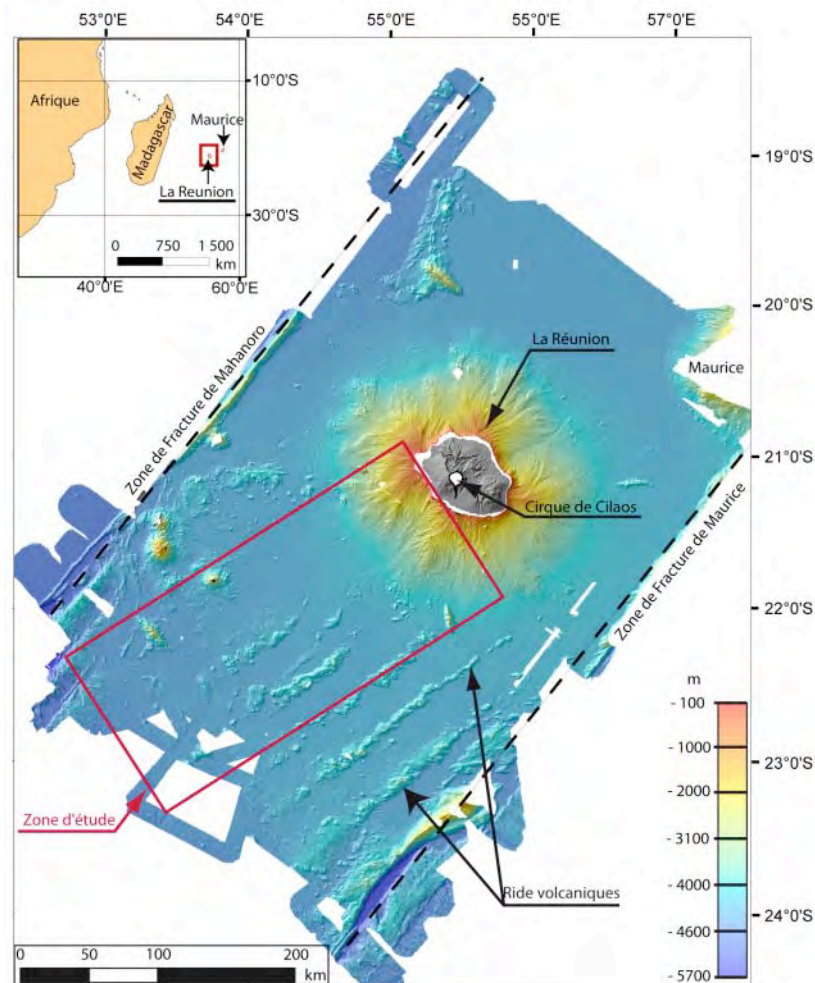 53°0'E
54°0'E
55°0'E
55°0'E
57°0'E
10°0'S
Afrique
Maurice
Madagascar
La Reunion
30°0'S
0 750 1 500
km
40°0'E
60°0'E
19°0'S
20°0'S
21°0'S
22°0'S
23°0'S
24°0'S
Zone de Fracture de Mahanoro
La Réunion
Maurice
Cirque de Cilaos
Zone de Fracture de Maurice
Zone d'étude
Ride volcaniques
m
- 100
- 1000
- 2000
- 3100
- 4000
- 4600
- 5700
0 50 100 200
km